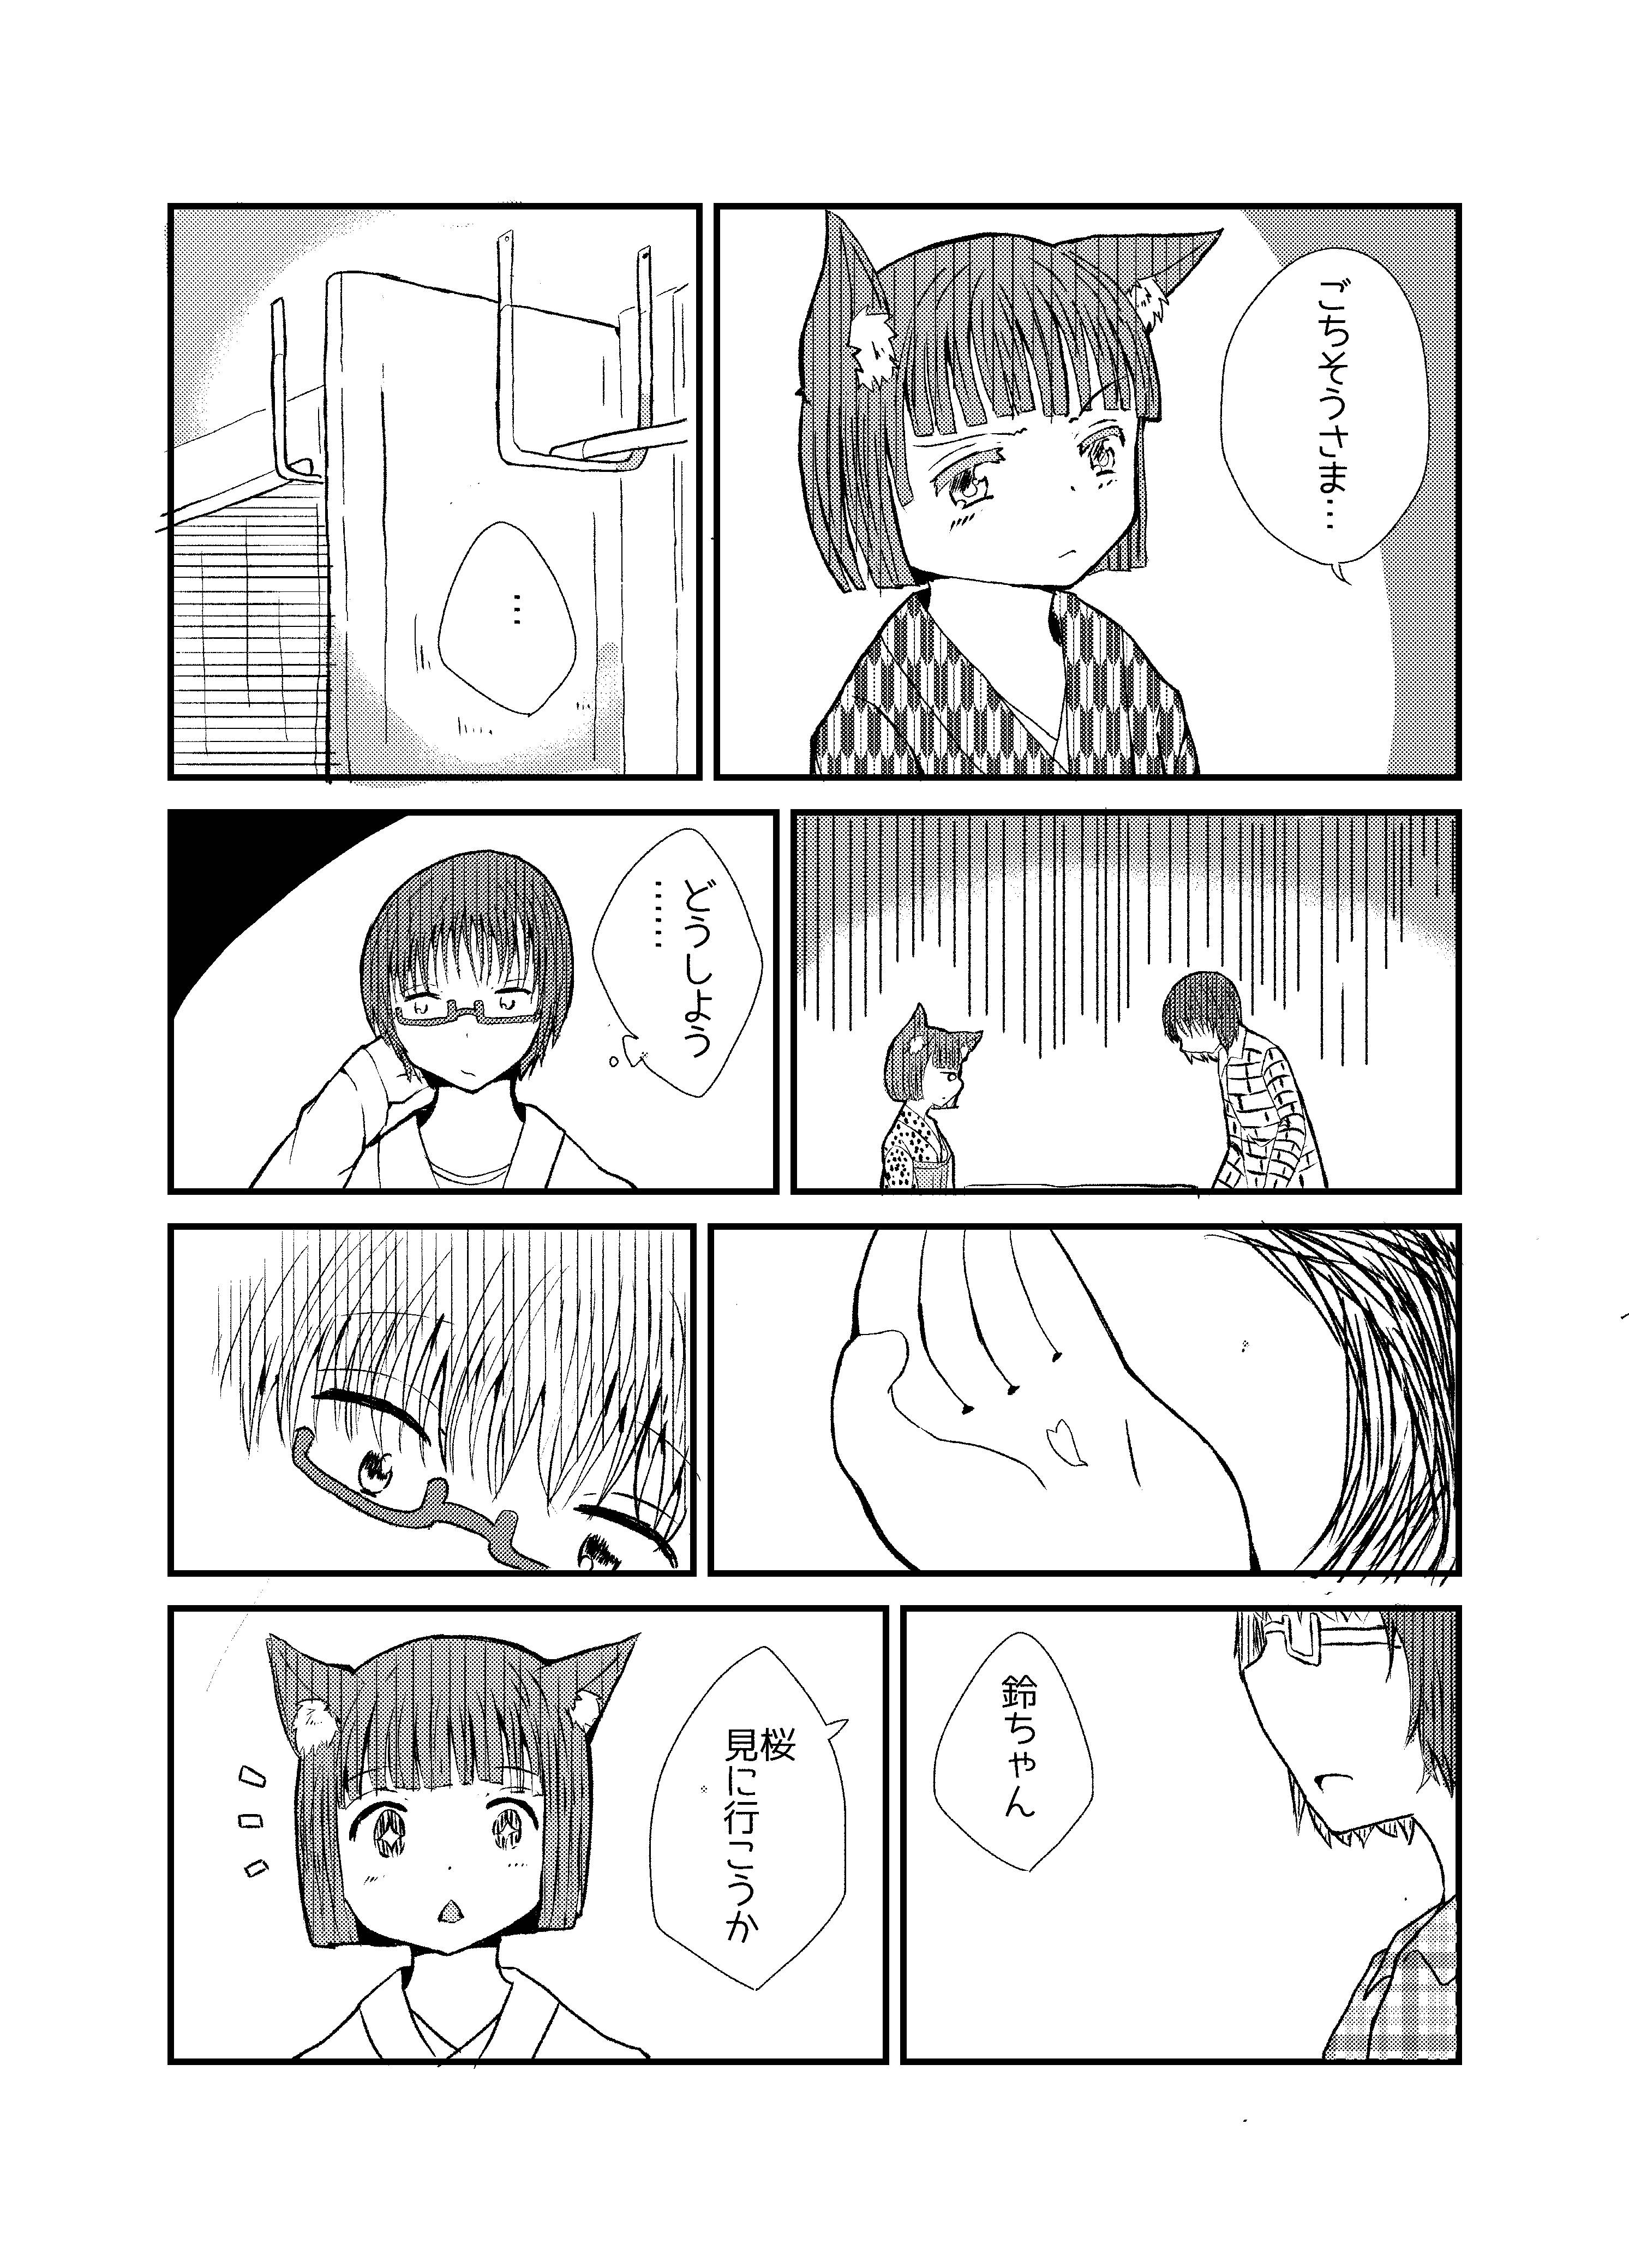 ごちそうさま…
…
どうしよう
……
鈴ちゃん
桜
見に行こうか